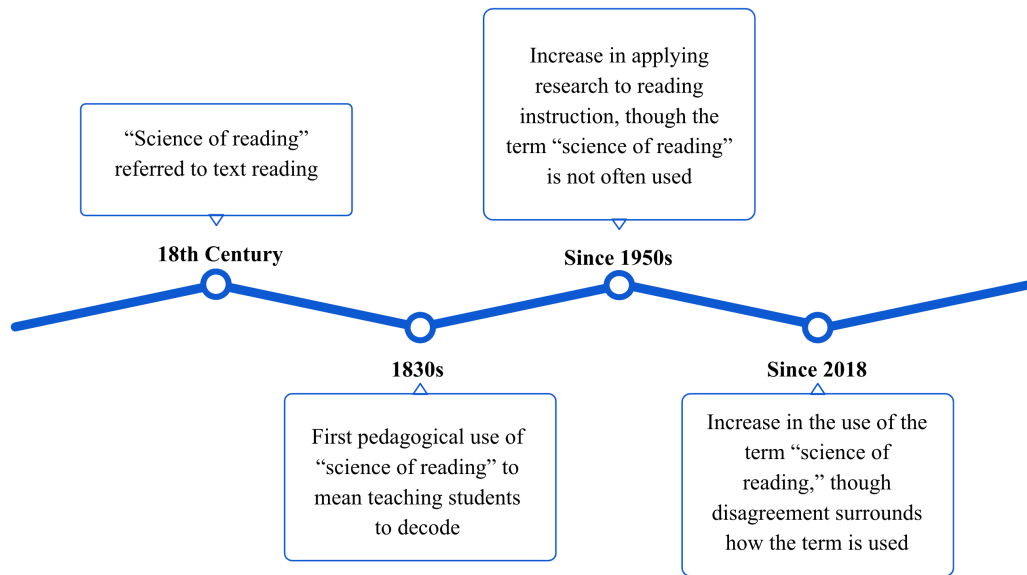 “Science of reading”
referred to text reading
18th Century
1830s
First pedagogical use of
“science of reading” to
mean teaching students
to decode
Increase in applying
research to reading
instruction, though the
term “science of reading”
is not often used
Since 1950s
Since 2018
Increase in the use of the
term “science of
reading,” though
disagreement surrounds
how the term is used